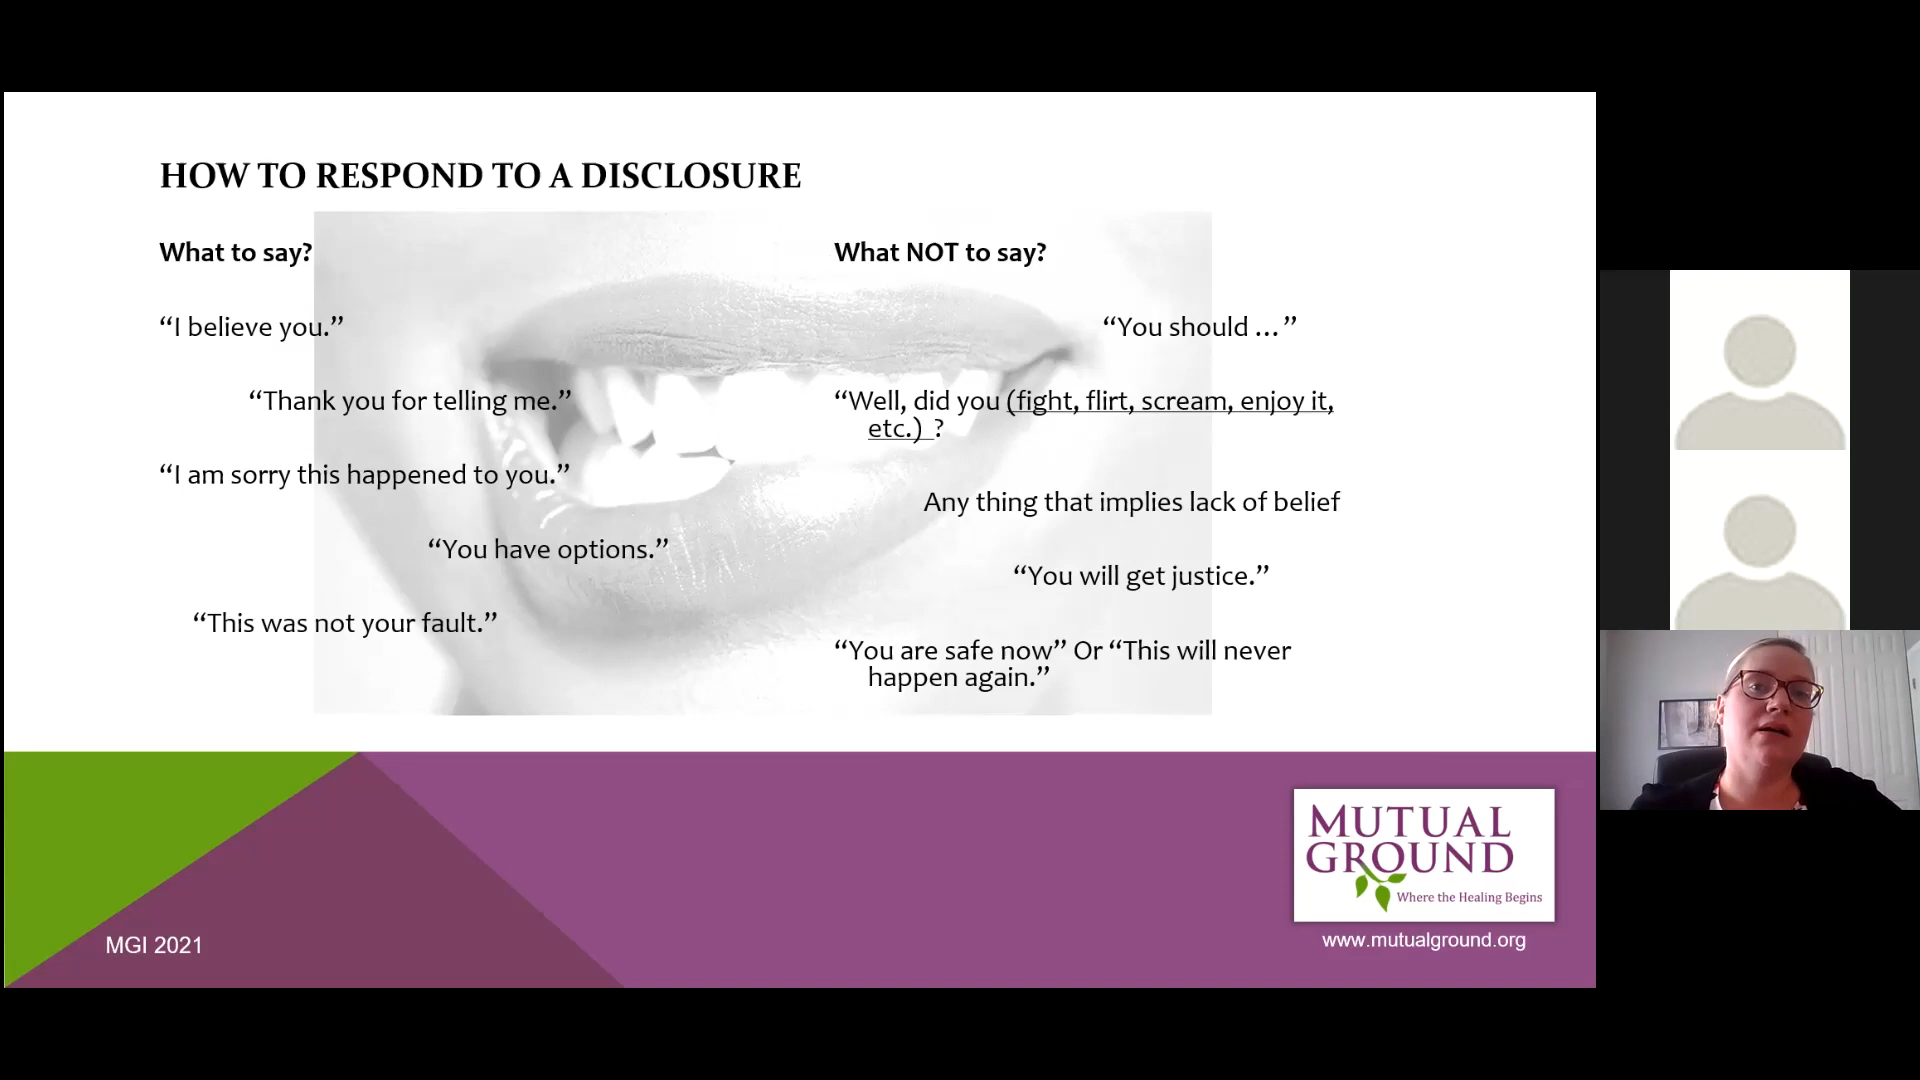 HOW TO RESPOND TO A DISCLOSURE
What to say?
“I believe you.”
“Thank you for telling me.”
“I am sorry this happened to you.”
“You have options.”
“This was not your fault.”
What NOT to say?
“You should ...”
“Well, did you (fight, flirt, scream, enjoy it,
etc.)  ?
Any thing that implies lack of belief
“You will get justice.”
“You are safe now” Or “This will never
happen again.”
MGI 2021
MUTUAL
GROUND
Where the Healing Begins
www.mutualground.org